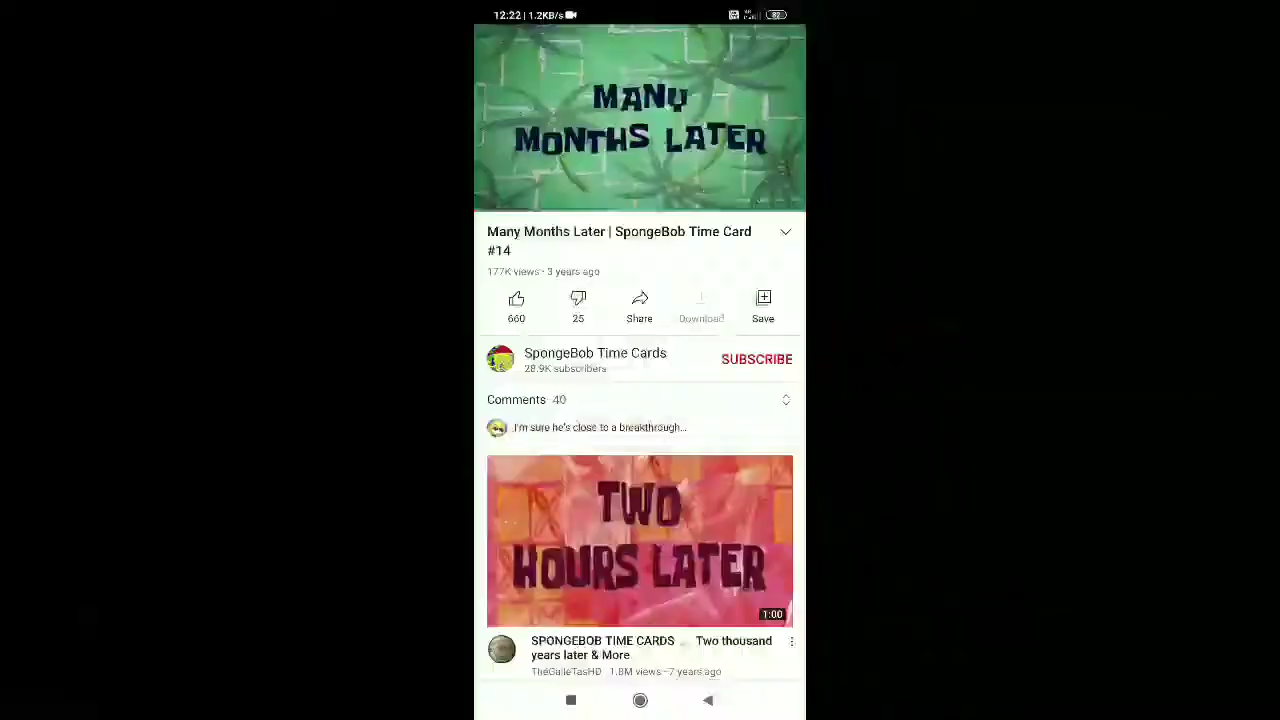 12:22 | 1.2KB/s
82
MANY
MONTHS LATER
Many Months Later | SpongeBob Time Card
#14
177K views · 3 years ago
660
25
Share
Download
Save
SpongeBob Time Cards
28.9K subscribers
SUBSCRIBE
Comments 40
I'm sure he's close to a breakthrough...
TWO
HOURS LATER
1:00
SPONGEBOB TIME CARDS Two thousand
years later & More
TheGalleTasHD · 1.8M views · 7 years ago